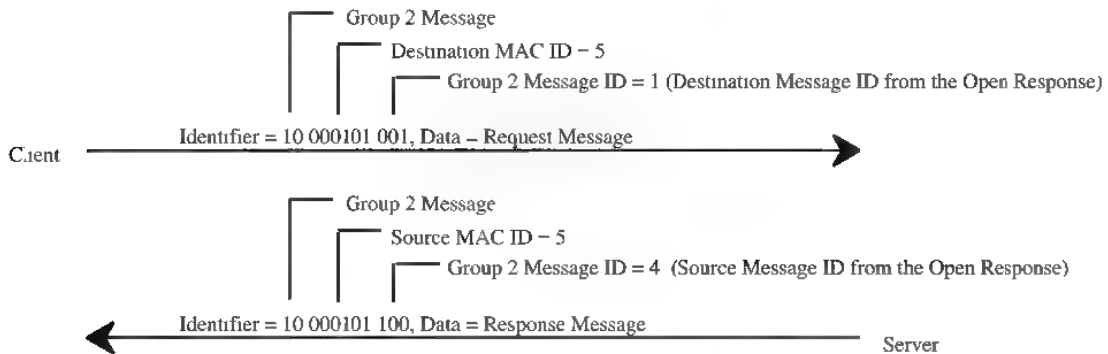 Group 2 Message
Destination MAC ID = 5
Group 2 Message ID = 1 (Destination Message ID from the Open Response)
Identifier = 10 000101 001, Data = Request Message
Client
Group 2 Message
Source MAC ID = 5
Group 2 Message ID = 4 (Source Message ID from the Open Response)
Identifier = 10 000101 100, Data = Response Message
Server